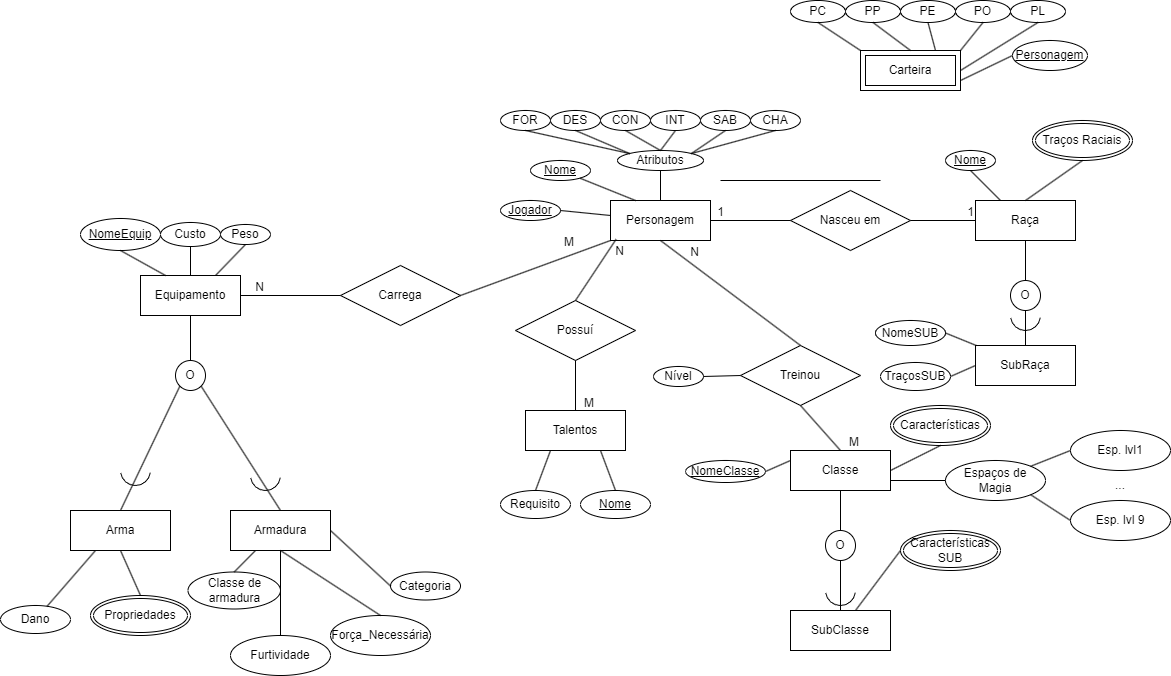 PC PP PE PO PL
Carteira
Personagem
FOR DES CON INT SAB CHA
Atributos
Nome
Jogador
Personagem
1
Nasceu em
1
Raça
Nome
Traços Raciais
NomeEquip
Custo
Peso
Equipamento
N
Carrega
M
N
N
Possuí
M
Talentos
Requisito
Nome
O
NomeSUB
TraçosSUB
SubRaça
Nível
Treinou
M
NomeClasse
Classe
Características
Espaços de
Magia
Esp. lvl1
...
Esp. lvl 9
O
Características
SUB
SubClasse
O
Arma
Armadura
Dano
Propriedades
Classe de
armadura
Furtividade
Força_Necessária
Categoria